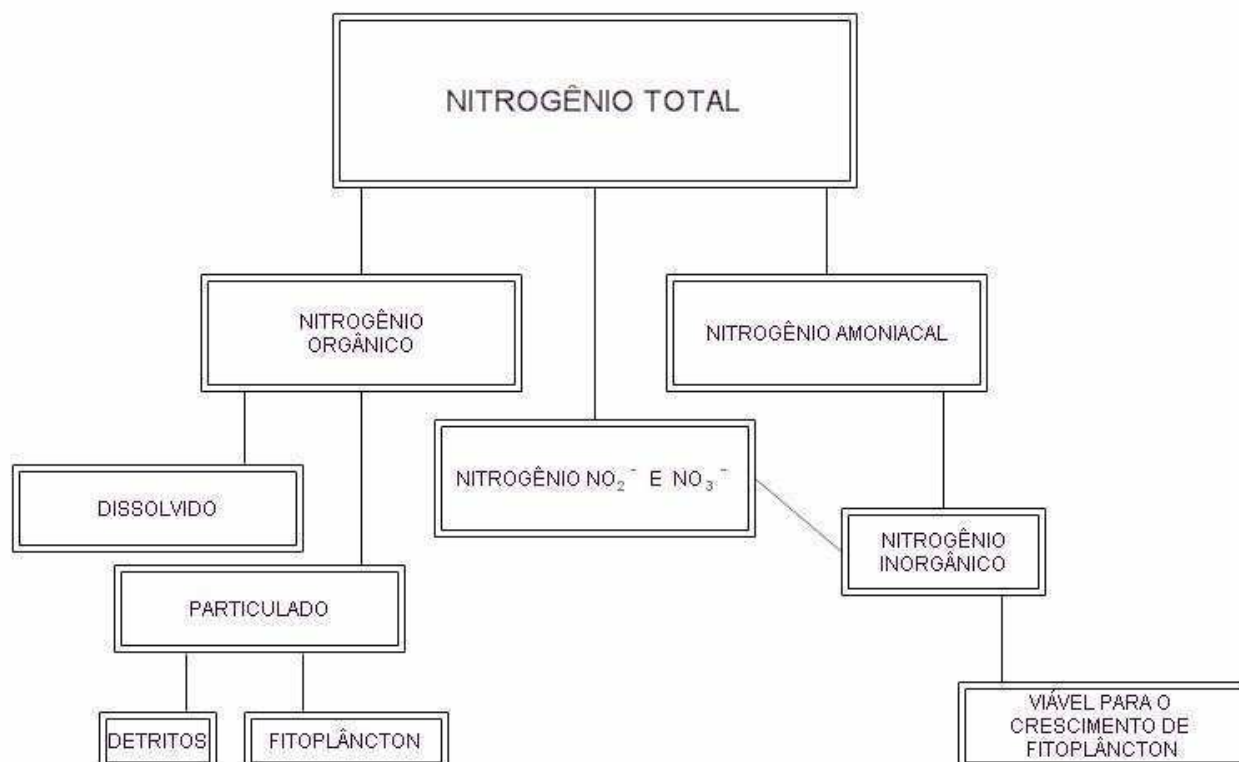 NITROGÊNIO TOTAL
NITROGÊNIO
ORGÂNICO
NITROGÊNIO AMONIACAL
NITROGÊNIO NO₂⁻ E NO₃⁻
DISSOLVIDO
NITROGÊNIO
INORGÂNICO
PARTICULADO
DETRITOS
FITOPLÂNCTON
VIÁVEL PARA O
CRESCIMENTO DE
FITOPLÂNCTON